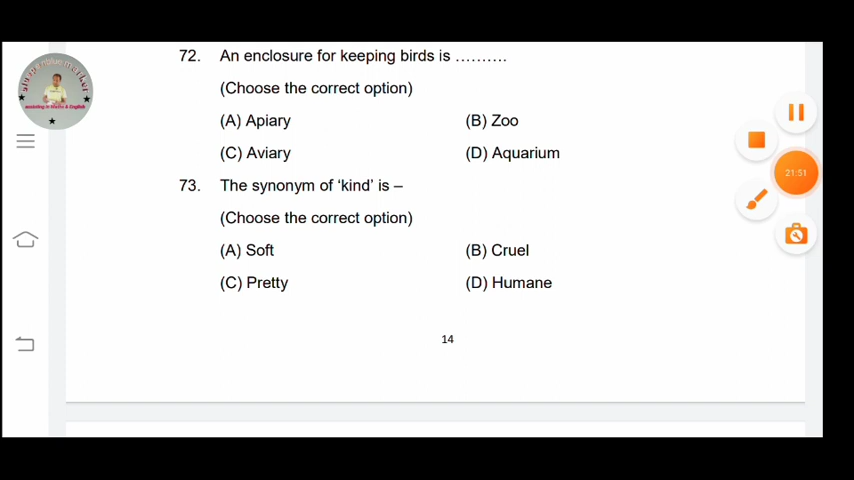 72. An enclosure for keeping birds is ..........
(Choose the correct option)
(A) Apiary (B) Zoo
(C) Aviary (D) Aquarium
73. The synonym of ‘kind’ is –
(Choose the correct option)
(A) Soft (B) Cruel
(C) Pretty (D) Humane
14
21:51